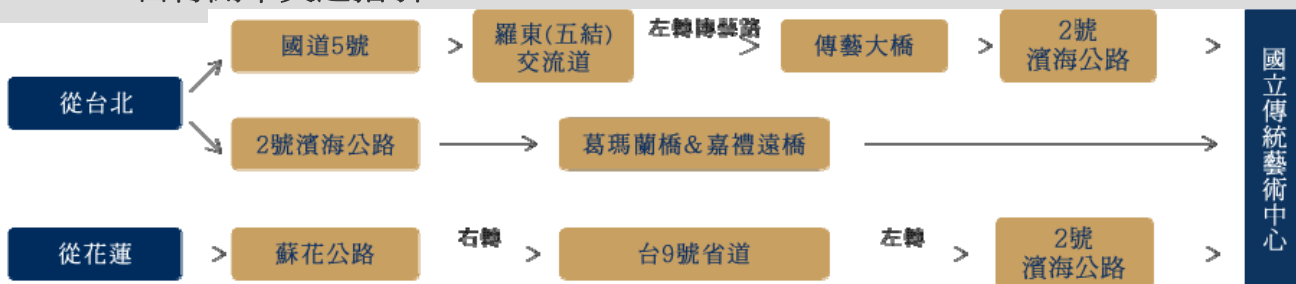 國道5號
>
羅東(五結)
交流道
左轉傳藝路
>
傳藝大橋
>
2號
濱海公路
>
從台北
2號濱海公路
葛瑪蘭橋&嘉禮遠橋
從花蓮
>
蘇花公路
右轉
>
台9號省道
左轉
>
2號
濱海公路
>
國立傳統藝術中心